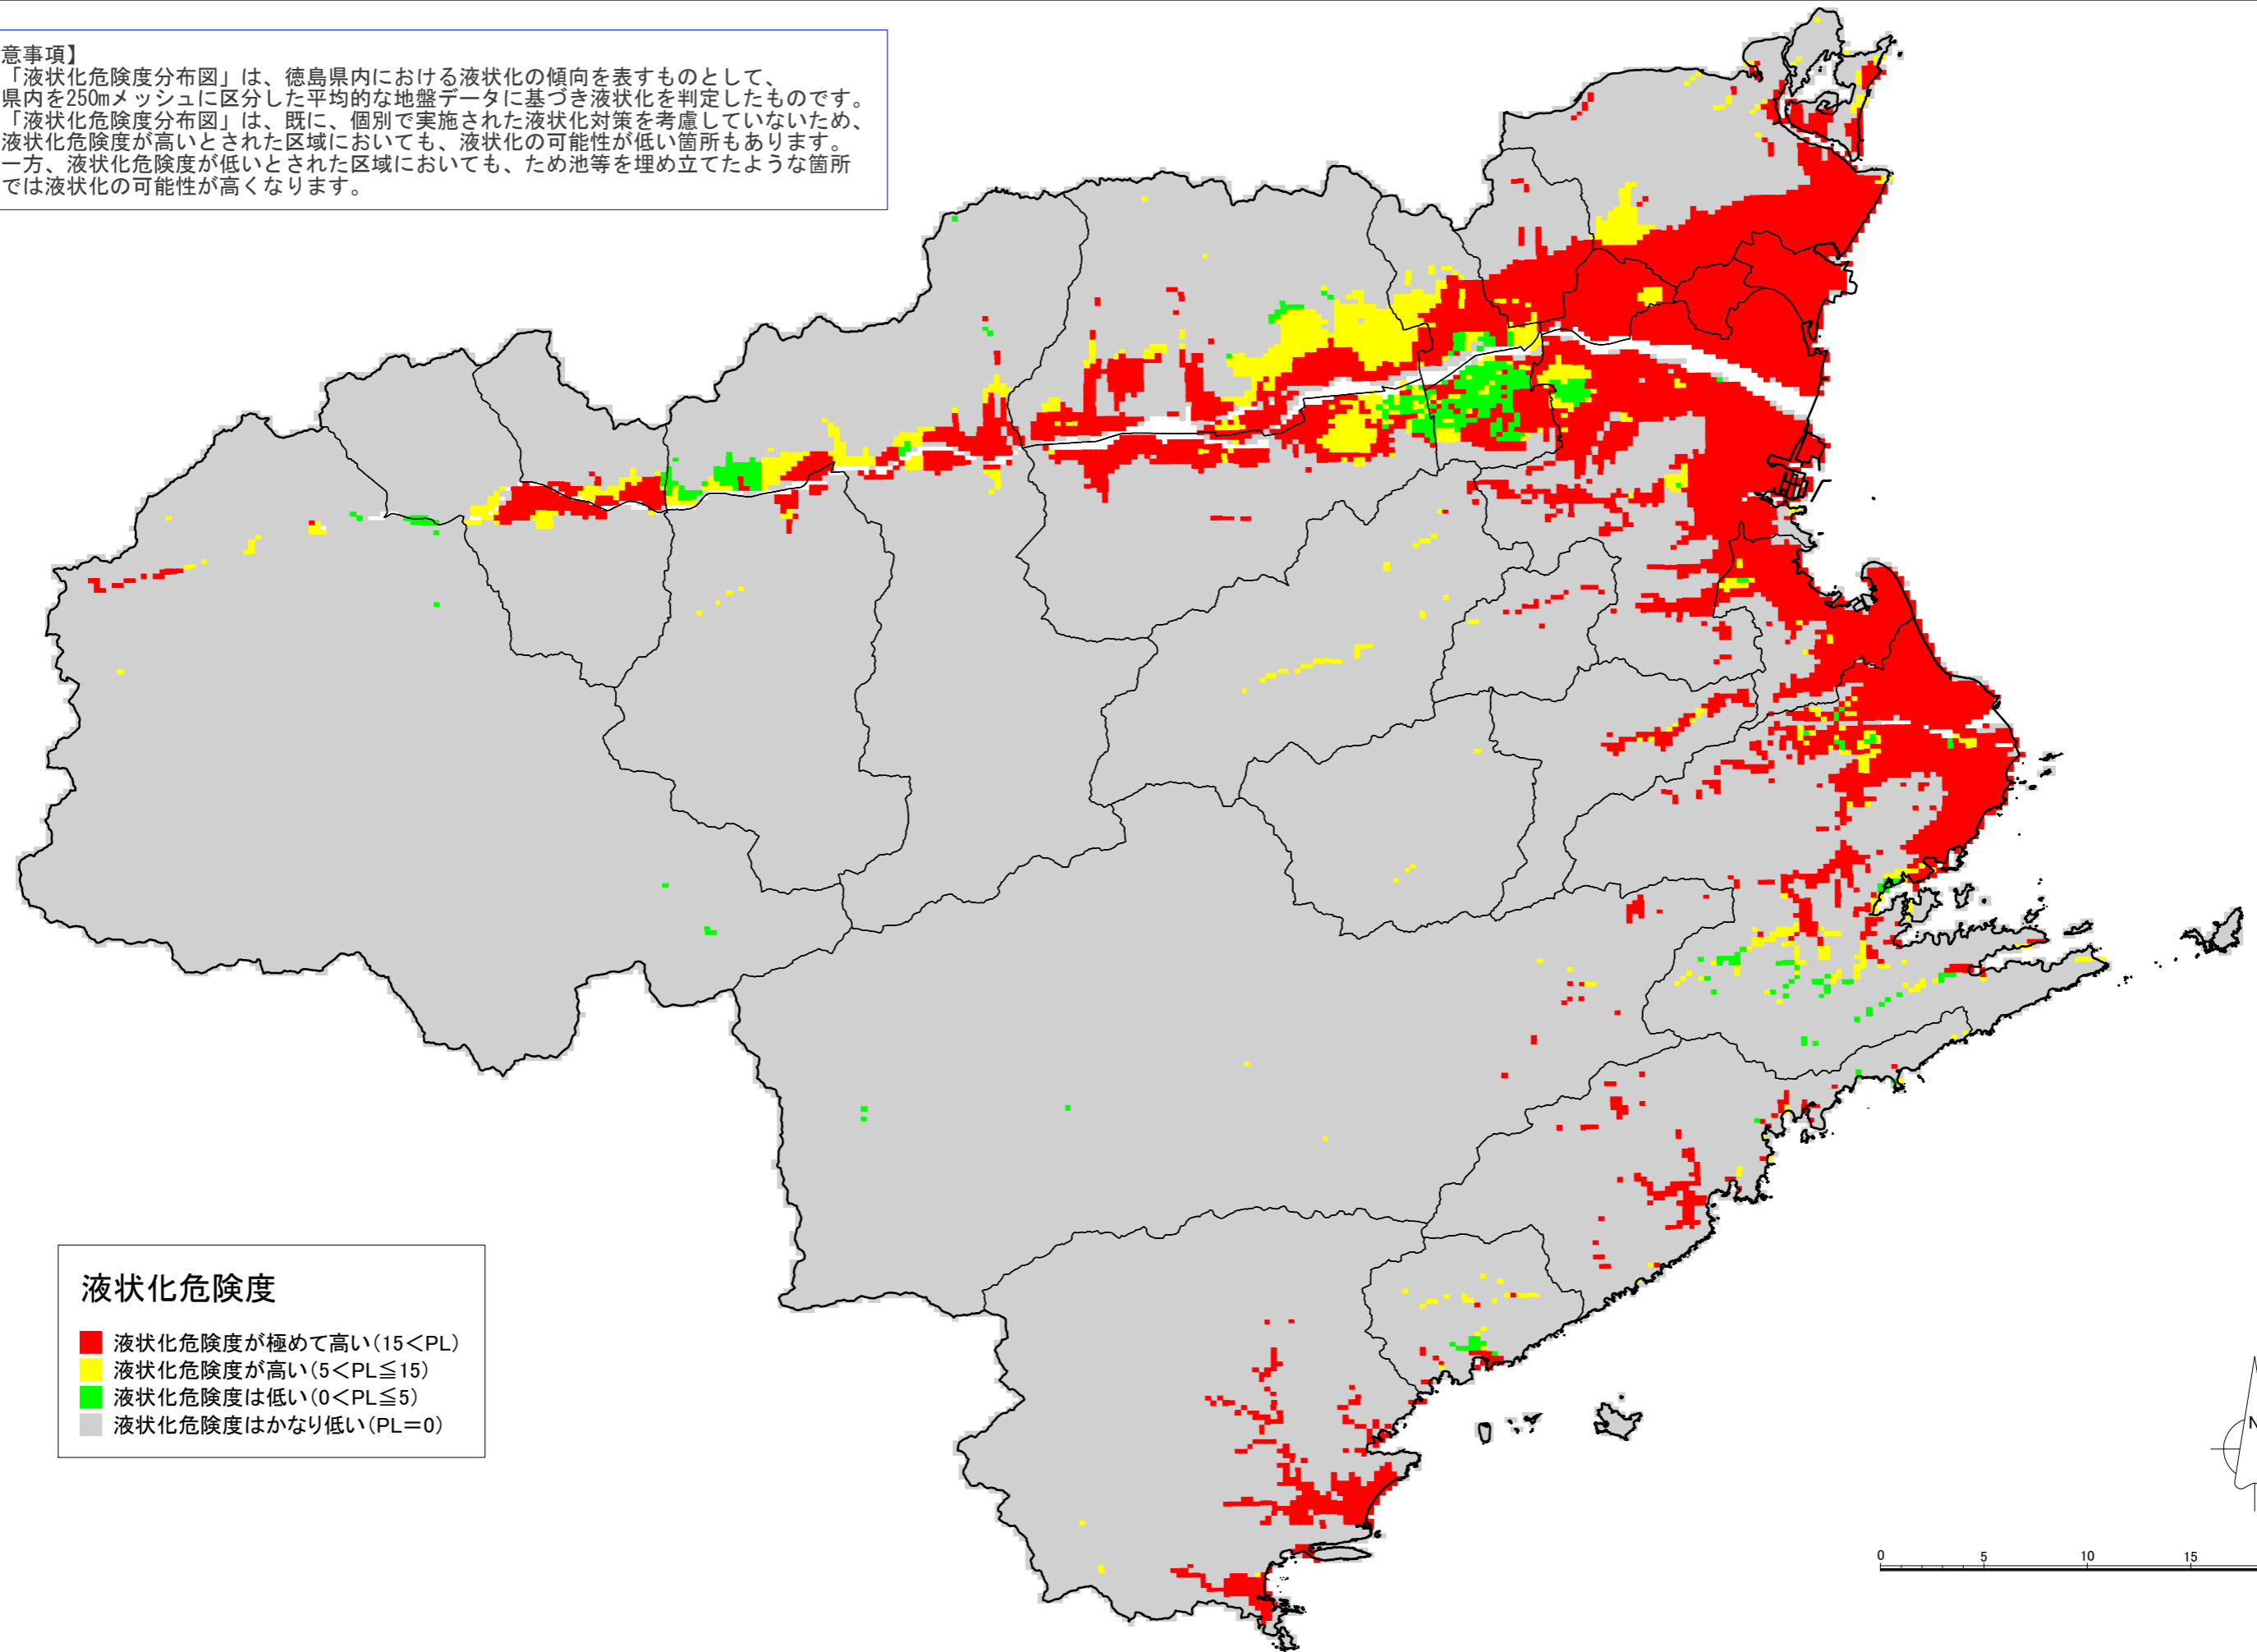 意事項】
「液状化危険度分布図」は、徳島県内における液状化の傾向を表すものとして、
県内を250mメッシュに区分した平均的な地盤データに基づき液状化を判定したものです。
「液状化危険度分布図」は、既に、個別で実施された液状化対策を考慮していないため、
液状化危険度が高いとされた区域においても、液状化の可能性が低い箇所もあります。
一方、液状化危険度が低いとされた区域においても、ため池等を埋め立てたような箇所
では液状化の可能性が高くなります。
液状化危険度
液状化危険度が極めて高い(15<PL)
液状化危険度が高い(5<PL≦15)
液状化危険度は低い(0<PL≦5)
液状化危険度はかなり低い(PL=0)
N
0 5 10 15